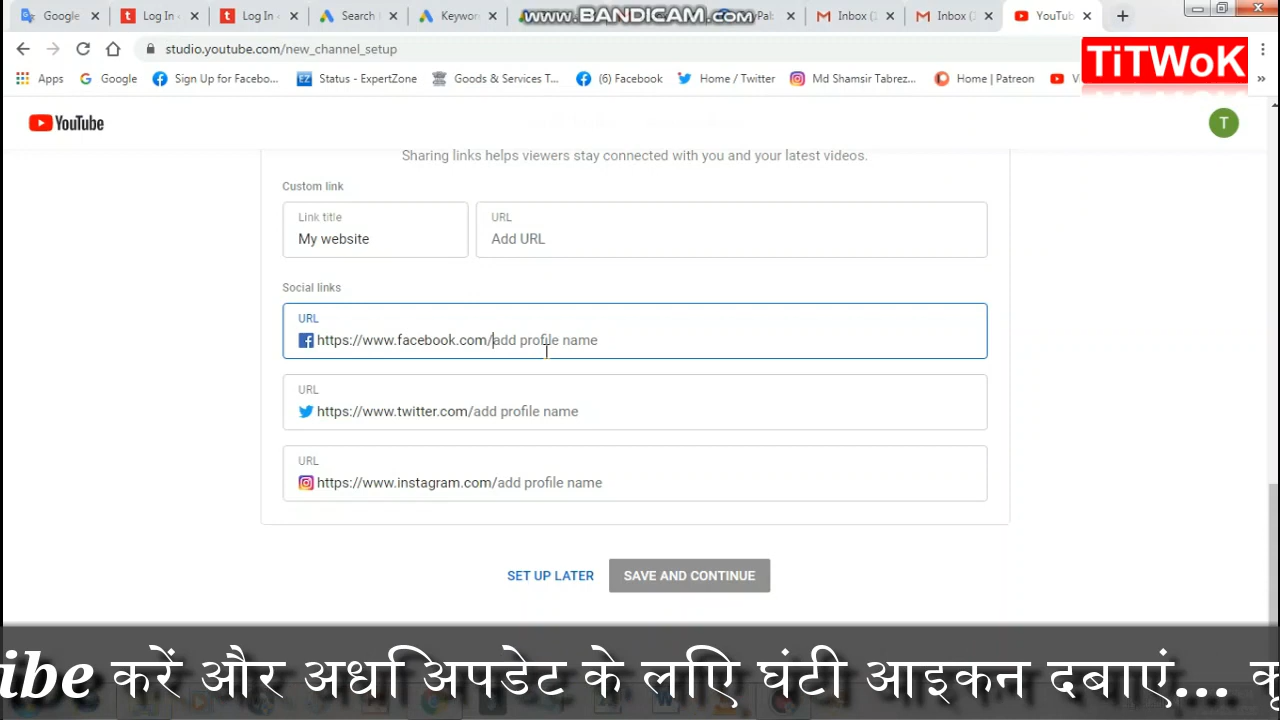 Google
Log In
Log In
Search
Keywor
www.BANDICAM.com
yPal
Inbox (
Inbox (
YouTub
studio.youtube.com/new_channel_setup
TiTWoK
Apps
Google
Sign Up for Facebo...
Status - ExpertZone
Goods & Services T...
(6) Facebook
Home / Twitter
Md Shamsir Tabrez...
Home | Patreon
YouTube
T
Sharing links helps viewers stay connected with you and your latest videos.
Custom link
Link title
My website
URL
Add URL
Social links
URL
https://www.facebook.com/add profile name
URL
https://www.twitter.com/add profile name
URL
https://www.instagram.com/add profile name
SET UP LATER
SAVE AND CONTINUE
ibe करें और अधिक अपडेट के लिए घंटी आइकन दबाएं... कृ